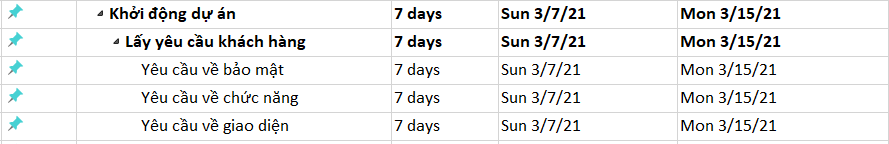 Khởi động dự án 7 days Sun 3/7/21 Mon 3/15/21
Lấy yêu cầu khách hàng 7 days Sun 3/7/21 Mon 3/15/21
Yêu cầu về bảo mật 7 days Sun 3/7/21 Mon 3/15/21
Yêu cầu về chức năng 7 days Sun 3/7/21 Mon 3/15/21
Yêu cầu về giao diện 7 days Sun 3/7/21 Mon 3/15/21